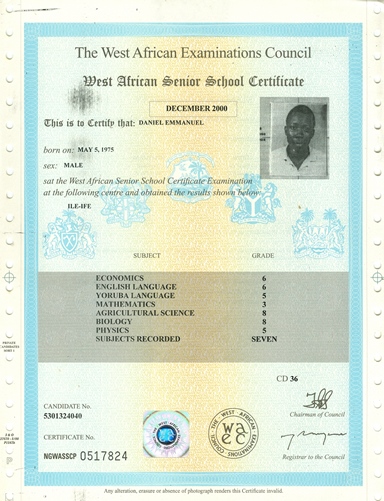 The West African Examinations Council
West African Senior School Certificate
DECEMBER 2000
This is to Certify that: DANIEL EMMANUEL
born on: MAY 5, 1975
sex: MALE
sat the West African Senior School Certificate Examination
at the following centre and obtained the results shown below:
ILE-IFE
SUBJECT GRADE
ECONOMICS 6
ENGLISH LANGUAGE 6
YORUBA LANGUAGE 5
MATHEMATICS 3
AGRICULTURAL SCIENCE 8
BIOLOGY 8
PHYSICS 5
SUBJECTS RECORDED SEVEN
CD 36
Chairman of Council
CANDIDATE No.
5301324040
CERTIFICATE No.
NGWASSCP 0517824
THE WEST AFRICAN EXAMINATIONS COUNCIL
Registrar to the Council
Any alteration, erasure or absence of photograph renders this Certificate invalid.